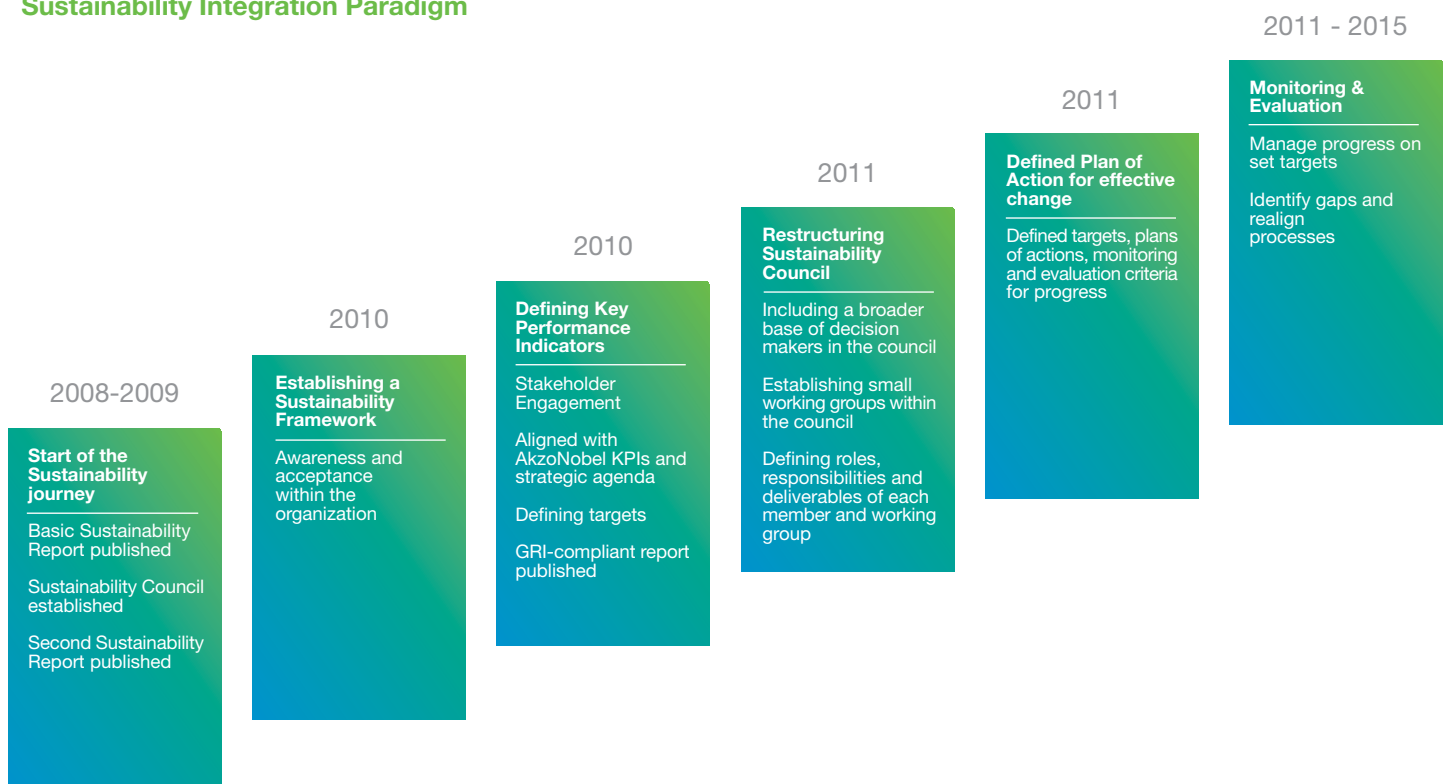 Sustainability Integration Paradigm
2008-2009
Start of the
Sustainability
journey
Basic Sustainability
Report published
Sustainability Council
established
Second Sustainability
Report published
2010
Establishing a
Sustainability
Framework
Awareness and
acceptance
within the
organization
2010
Defining Key
Performance
Indicators
Stakeholder
Engagement
Aligned with
AkzoNobel KPIs and
strategic agenda
Defining targets
GRI-compliant report
published
2011
Restructuring
Sustainability
Council
Including a broader
base of decision
makers in the council
Establishing small
working groups within
the council
Defining roles,
responsibilities and
deliverables of each
member and working
group
2011
Defined Plan of
Action for effective
change
Defined targets, plans
of actions, monitoring
and evaluation criteria
for progress
2011 - 2015
Monitoring &
Evaluation
Manage progress on
set targets
Identify gaps and
realign
processes